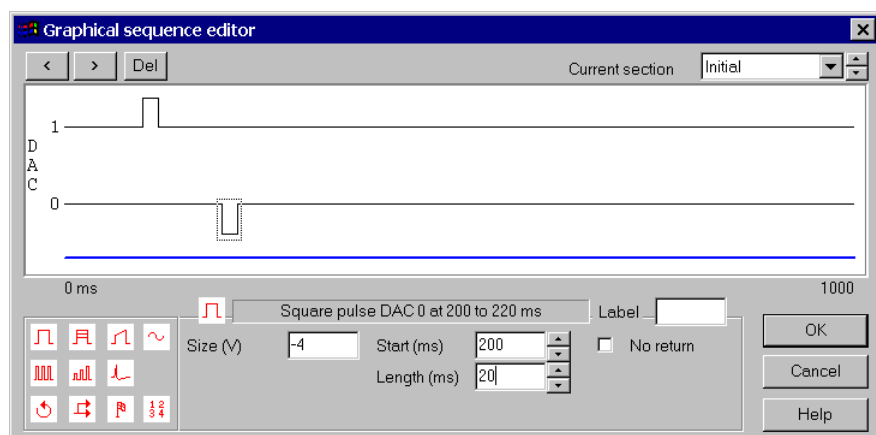 Graphical sequence editor
< > Del Current section Initial
1
DAC
0
0 ms 1000
Square pulse DAC 0 at 200 to 220 ms Label
Size (V) -4 Start (ms) 200 No return
Length (ms) 20
OK
Cancel
Help
1 2
3 4